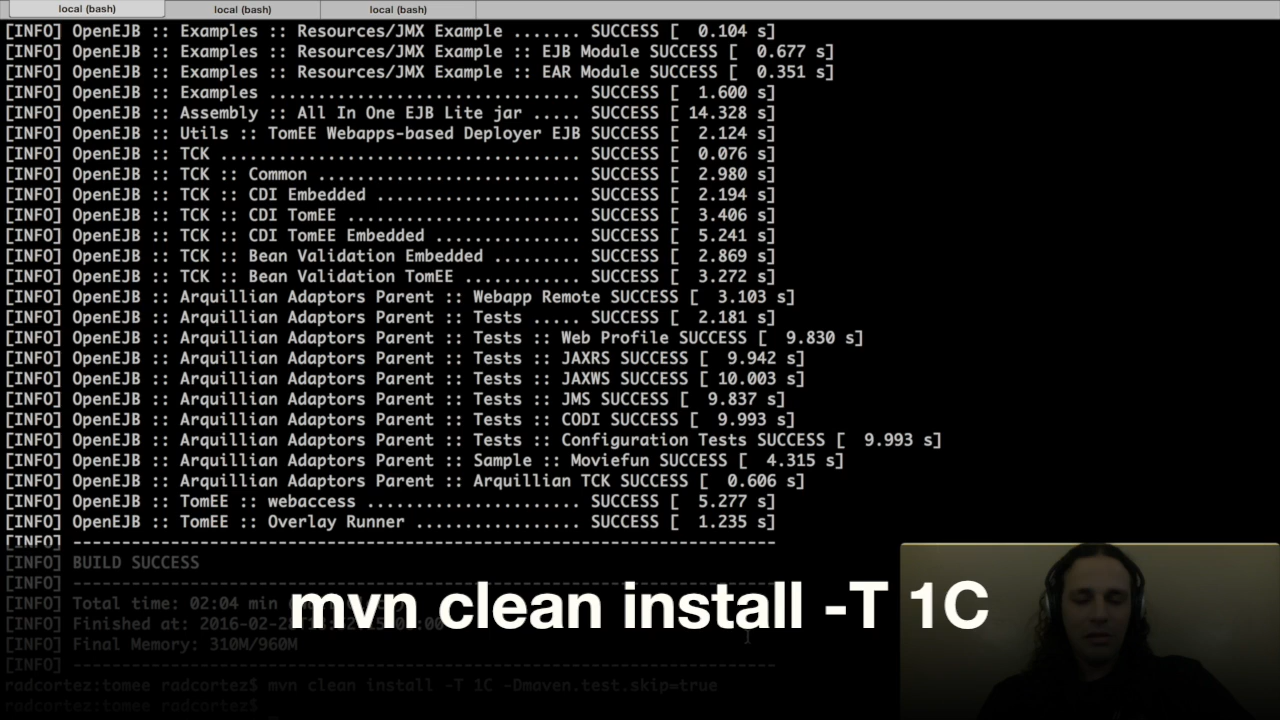 local (bash) local (bash) local (bash)
[INFO] OpenEJB :: Examples :: Resources/JMX Example ....... SUCCESS [  0.104 s]
[INFO] OpenEJB :: Examples :: Resources/JMX Example :: EJB Module SUCCESS [  0.677 s]
[INFO] OpenEJB :: Examples :: Resources/JMX Example :: EAR Module SUCCESS [  0.351 s]
[INFO] OpenEJB :: Examples ................................ SUCCESS [  1.600 s]
[INFO] OpenEJB :: Assembly :: All In One EJB Lite jar ..... SUCCESS [ 14.328 s]
[INFO] OpenEJB :: Utils :: TomEE Webapps-based Deployer EJB SUCCESS [  2.124 s]
[INFO] OpenEJB :: TCK ..................................... SUCCESS [  0.076 s]
[INFO] OpenEJB :: TCK :: Common ........................... SUCCESS [  2.980 s]
[INFO] OpenEJB :: TCK :: CDI Embedded ..................... SUCCESS [  2.194 s]
[INFO] OpenEJB :: TCK :: CDI TomEE ........................ SUCCESS [  3.406 s]
[INFO] OpenEJB :: TCK :: CDI TomEE Embedded ............... SUCCESS [  5.241 s]
[INFO] OpenEJB :: TCK :: Bean Validation Embedded ......... SUCCESS [  2.869 s]
[INFO] OpenEJB :: TCK :: Bean Validation TomEE ............ SUCCESS [  3.272 s]
[INFO] OpenEJB :: Arquillian Adaptors Parent :: Webapp Remote SUCCESS [  3.103 s]
[INFO] OpenEJB :: Arquillian Adaptors Parent :: Tests ..... SUCCESS [  2.181 s]
[INFO] OpenEJB :: Arquillian Adaptors Parent :: Tests :: Web Profile SUCCESS [  9.830 s]
[INFO] OpenEJB :: Arquillian Adaptors Parent :: Tests :: JAXRS SUCCESS [  9.942 s]
[INFO] OpenEJB :: Arquillian Adaptors Parent :: Tests :: JAXWS SUCCESS [ 10.003 s]
[INFO] OpenEJB :: Arquillian Adaptors Parent :: Tests :: JMS SUCCESS [  9.837 s]
[INFO] OpenEJB :: Arquillian Adaptors Parent :: Tests :: CODI SUCCESS [  9.993 s]
[INFO] OpenEJB :: Arquillian Adaptors Parent :: Tests :: Configuration Tests SUCCESS [  9.993 s]
[INFO] OpenEJB :: Arquillian Adaptors Parent :: Sample :: Moviefun SUCCESS [  4.315 s]
[INFO] OpenEJB :: Arquillian Adaptors Parent :: Arquillian TCK SUCCESS [  0.606 s]
[INFO] OpenEJB :: TomEE :: webaccess ...................... SUCCESS [  5.277 s]
[INFO] OpenEJB :: TomEE :: Overlay Runner ................. SUCCESS [  1.235 s]
[INFO] ------------------------------------------------------------------------
[INFO] BUILD SUCCESS
[INFO] ------------------------------------------------------------------------
mvn clean install -T 1C
[INFO] Total time: 02:04 min
[INFO] Finished at:
[INFO] Final Memory: 310M/960M
[INFO] ------------------------------------------------------------------------
radcortez:tomee radcortez$ mvn clean install -T 1C -Dmaven.test.skip=true
radcortez:tomee radcortez$